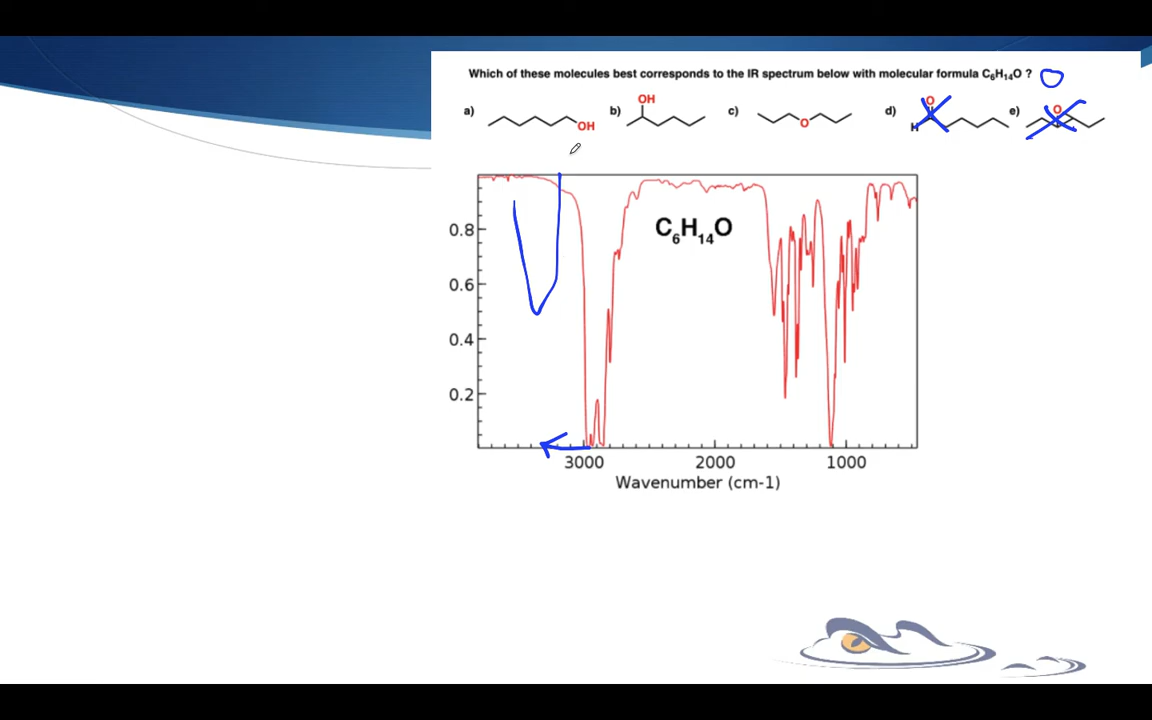 Which of these molecules best corresponds to the IR spectrum below with molecular formula C₆H₁₄O ?
a) OH b) OH c) O d) O H e) O
C₆H₁₄O
0.8
0.6
0.4
0.2
3000 2000 1000
Wavenumber (cm-1)